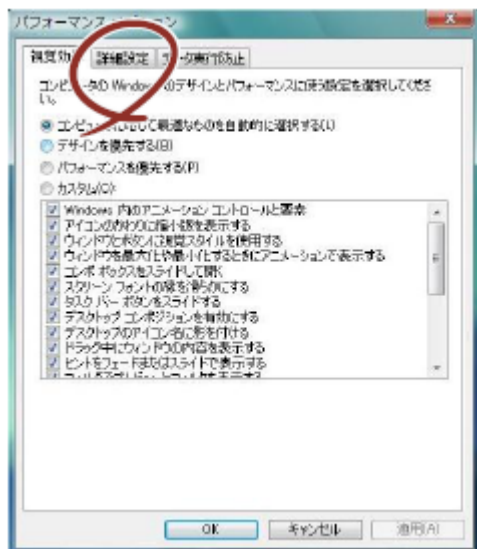 パフォーマンス オプション
視覚効果 詳細設定 データ実行防止
コンピュータの Windows のデザインとパフォーマンスに使う設定を選択してくださ
い。
コンピュータに応じて最適なものを自動的に選択する(L)
デザインを優先する(B)
パフォーマンスを優先する(P)
カスタム(C):
Windows 内のアニメーション コントロールと要素
アイコンの代わりに縮小版を表示する
ウィンドウとボタンに視覚スタイルを使用する
ウィンドウを最大化や最小化するときにアニメーションで表示する
コンボ ボックスをスライドして開く
スクリーン フォントの縁を滑らかにする
タスク バー ボタンをスライドする
デスクトップ コンポジションを有効にする
デスクトップのアイコン名に影を付ける
ドラッグ中にウィンドウの内容を表示する
ヒントをフェードまたはスライドで表示する
OK キャンセル 適用(A)